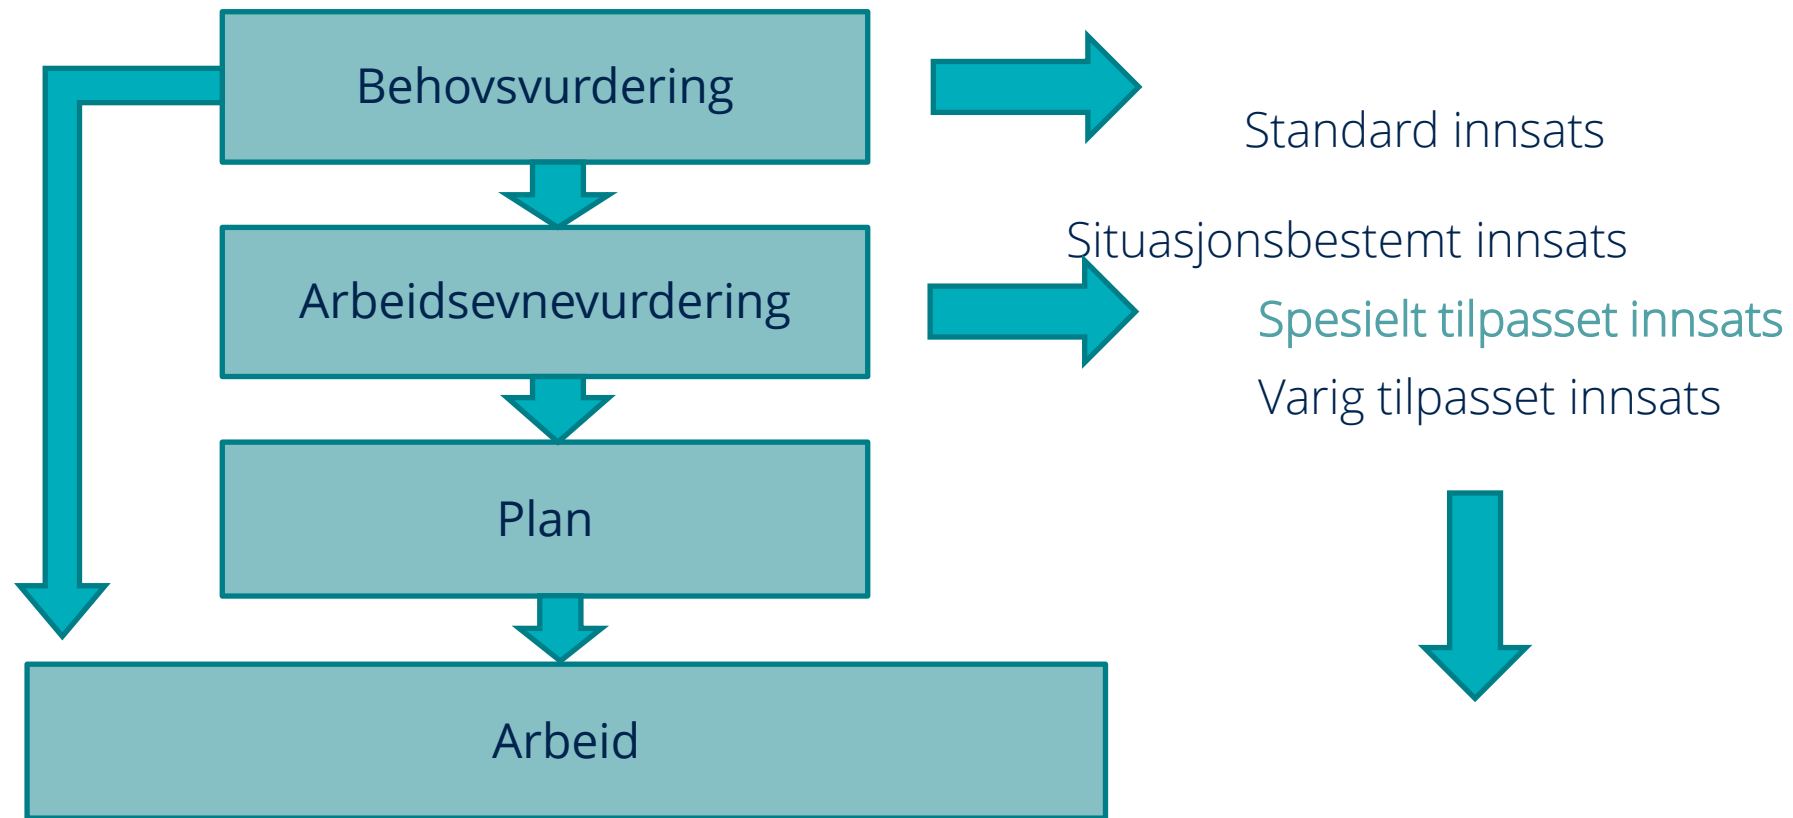 Behovsvurdering
Standard innsats
Situasjonsbestemt innsats
Arbeidsevnevurdering
Spesielt tilpasset innsats
Varig tilpasset innsats
Plan
Arbeid